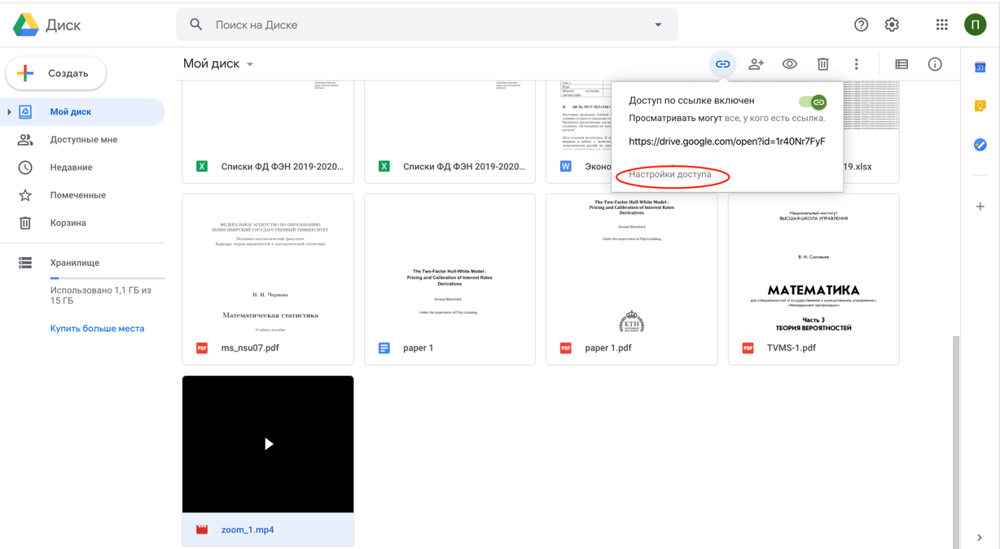 Диск
Поиск на Диске
П
Создать
Мой диск
31
Мой диск
Доступные мне
Недавние
Помеченные
Корзина
Хранилище
Использовано 1,1 ГБ из
15 ГБ
Купить больше места
Доступ по ссылке включен
Просматривать могут все, у кого есть ссылка.
https://drive.google.com/open?id=1r40Nr7FyF
Настройки доступа
X Списки ФД ФЭН 2019-2020...
X Списки ФД ФЭН 2019-2020...
W Эконо
19.xlsx
ФЕДЕРАЛЬНОЕ АГЕНТСТВО ПО ОБРАЗОВАНИЮ
НОВОСИБИРСКИЙ ГОСУДАРСТВЕННЫЙ УНИВЕРСИТЕТ
Механико-математический факультет
Кафедра теории вероятностей и математической статистики
Н. И. Чернова
Математическая статистика
Учебное пособие
PDF ms_nsu07.pdf
The Two-Factor Hull-White Model :
Pricing and Calibration of Interest Rates
Derivatives
Arnaud Blanchard
Under the supervision of Filip Lindskog
paper 1
The Two-Factor Hull-White Model :
Pricing and Calibration of Interest Rates
Derivatives
Arnaud Blanchard
Under the supervision of Filip Lindskog
KTH
PDF paper 1.pdf
Национальный институт
ВЫСШАЯ ШКОЛА УПРАВЛЕНИЯ
В. И. Соловьев
МАТЕМАТИКА
для специальностей «Государственное и муниципальное управление»,
«Менеджмент организации»
Часть 3
ТЕОРИЯ ВЕРОЯТНОСТЕЙ
PDF TVMS-1.pdf
zoom_1.mp4